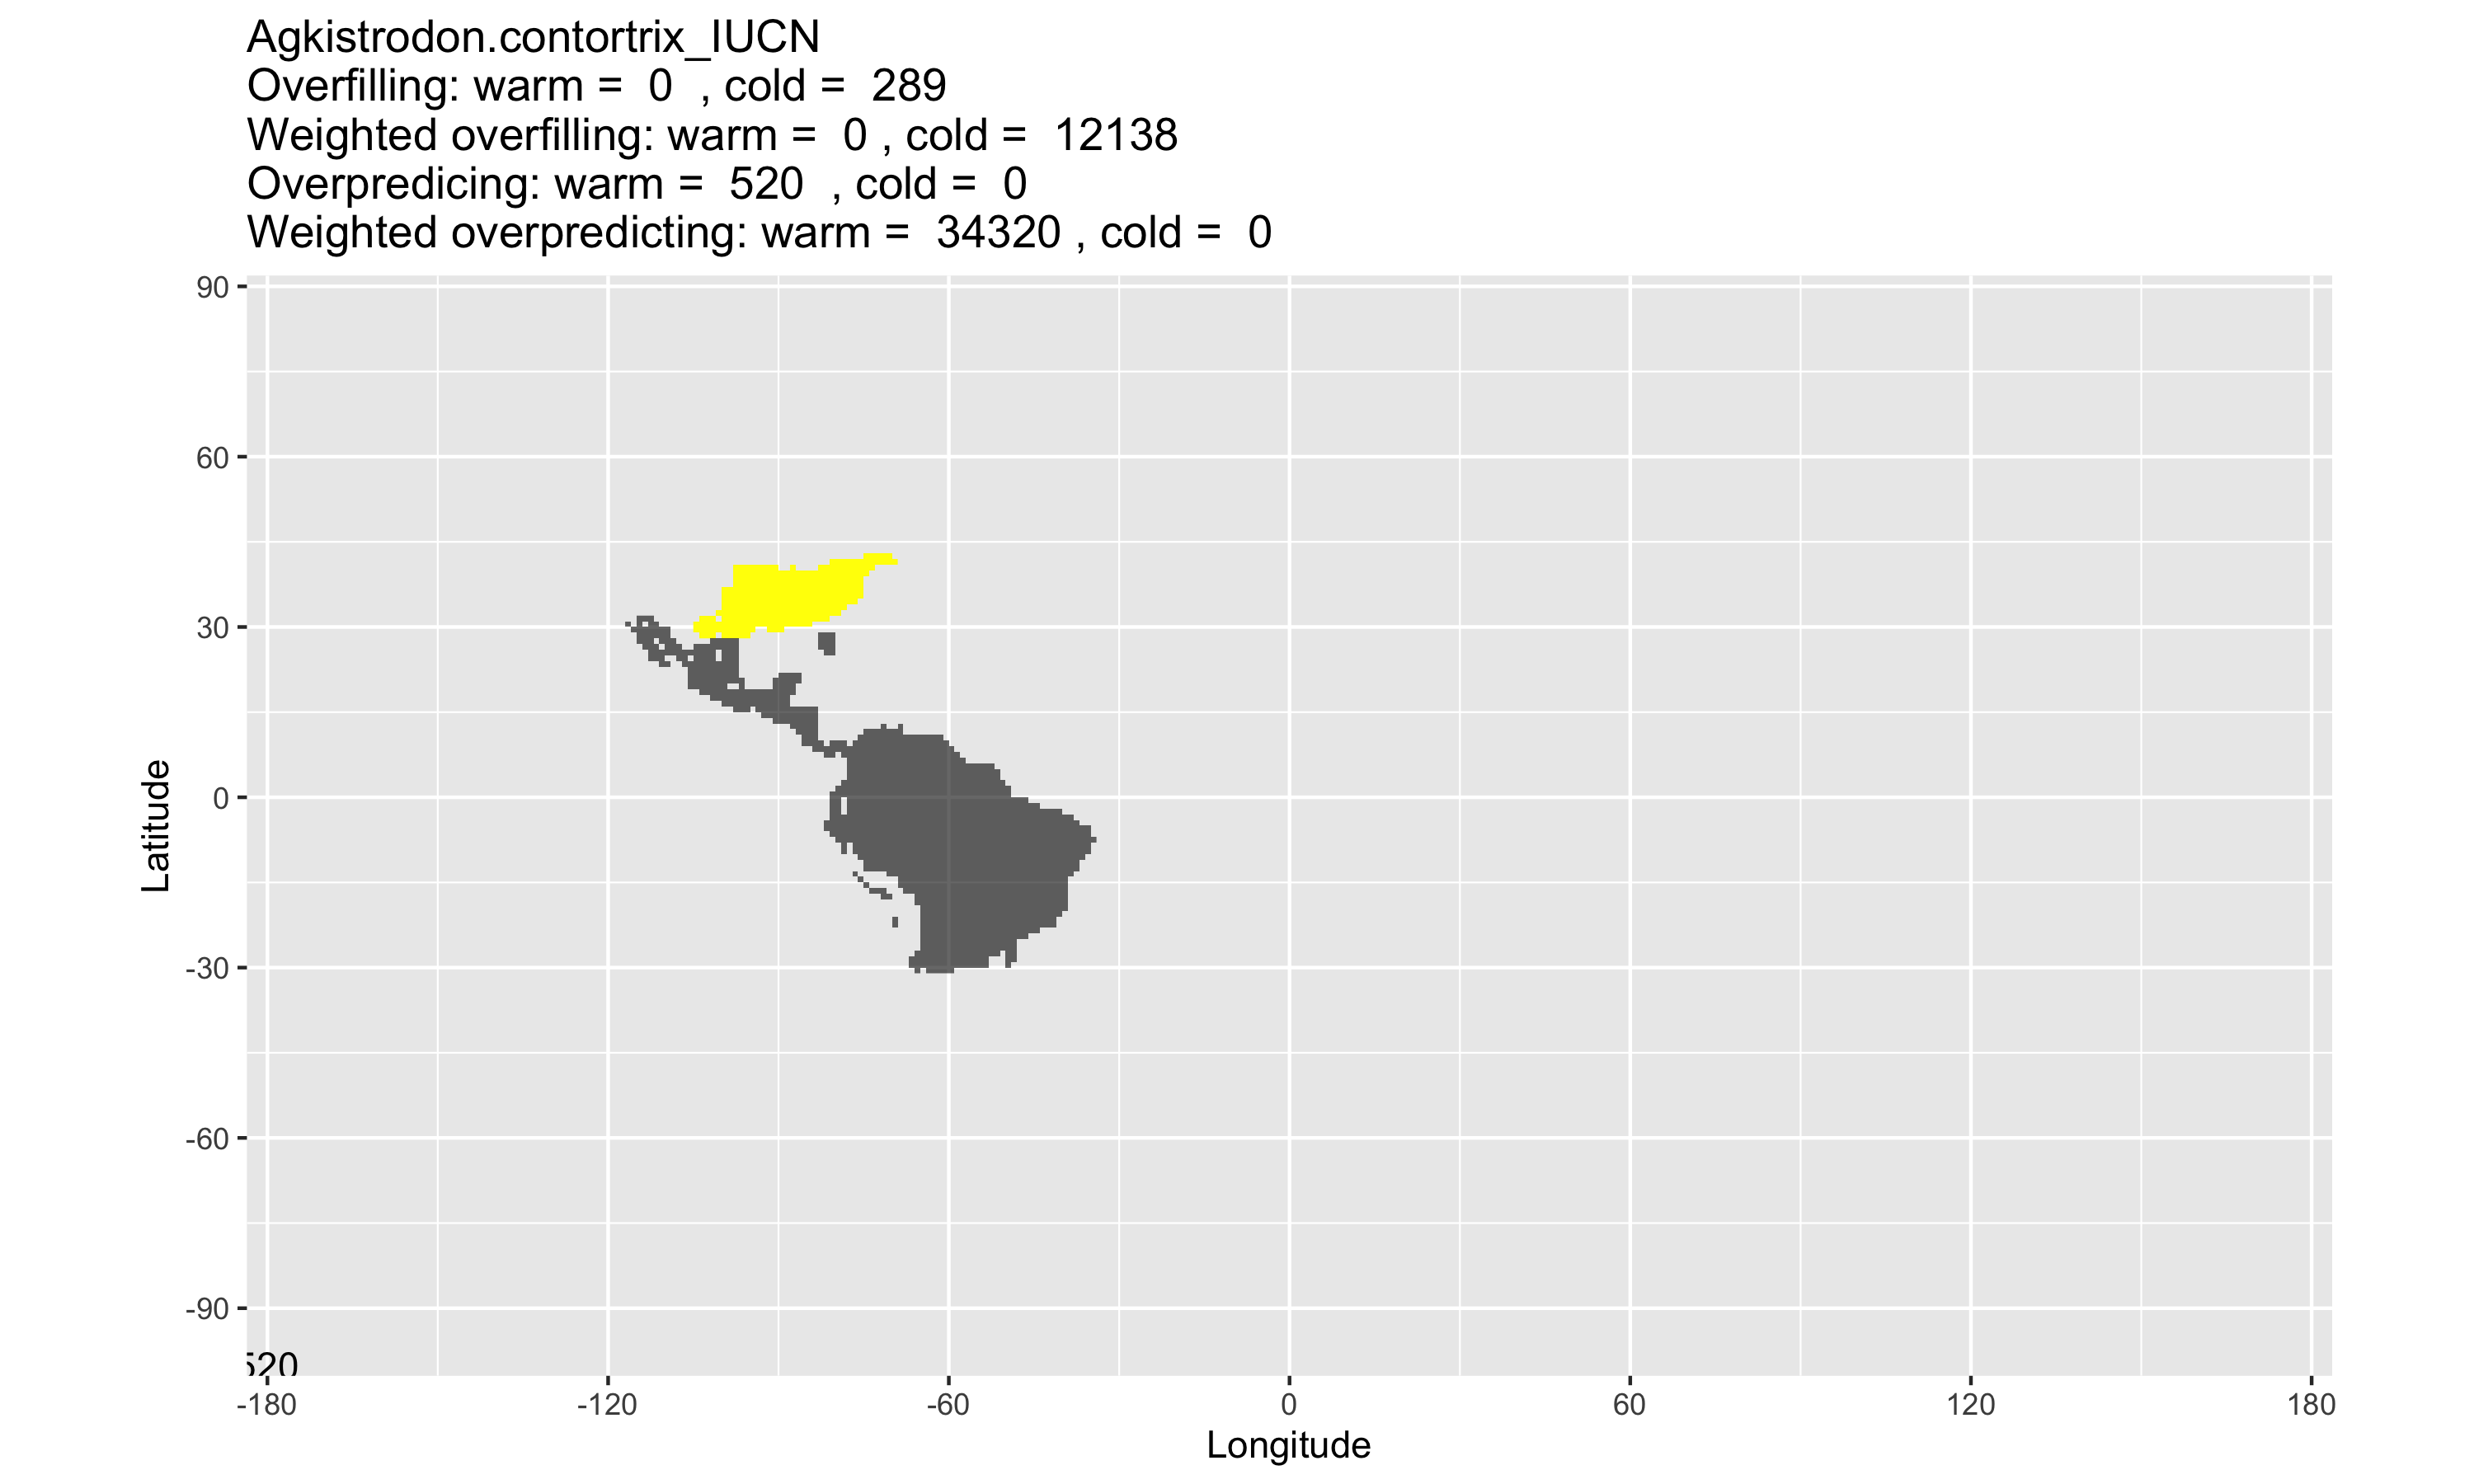 Agkistrodon.contortrix_IUCN
Overfilling: warm =  0  , cold =  289
Weighted overfilling: warm =  0 , cold =  12138
Overpredicing: warm =  520  , cold =  0
Weighted overpredicting: warm =  34320 , cold =  0
90
60
30
0
-30
-60
-90
Latitude
520
-180
-120
-60
0
60
120
180
Longitude